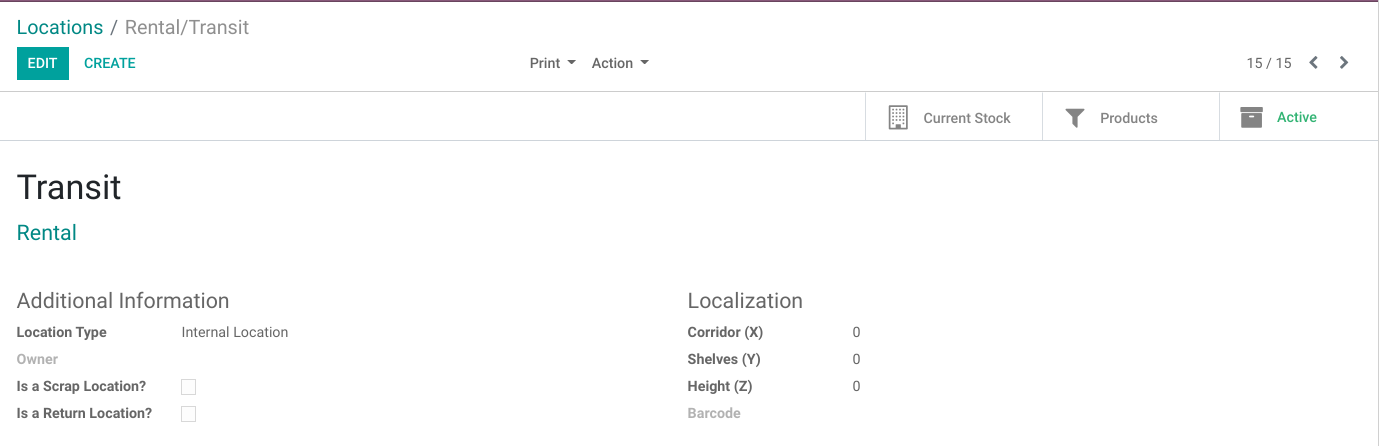 Locations / Rental/Transit
EDIT CREATE Print Action 15 / 15
Current Stock Products Active
Transit
Rental
Additional Information Localization
Location Type Internal Location Corridor (X) 0
Owner Shelves (Y) 0
Is a Scrap Location? Height (Z) 0
Is a Return Location? Barcode